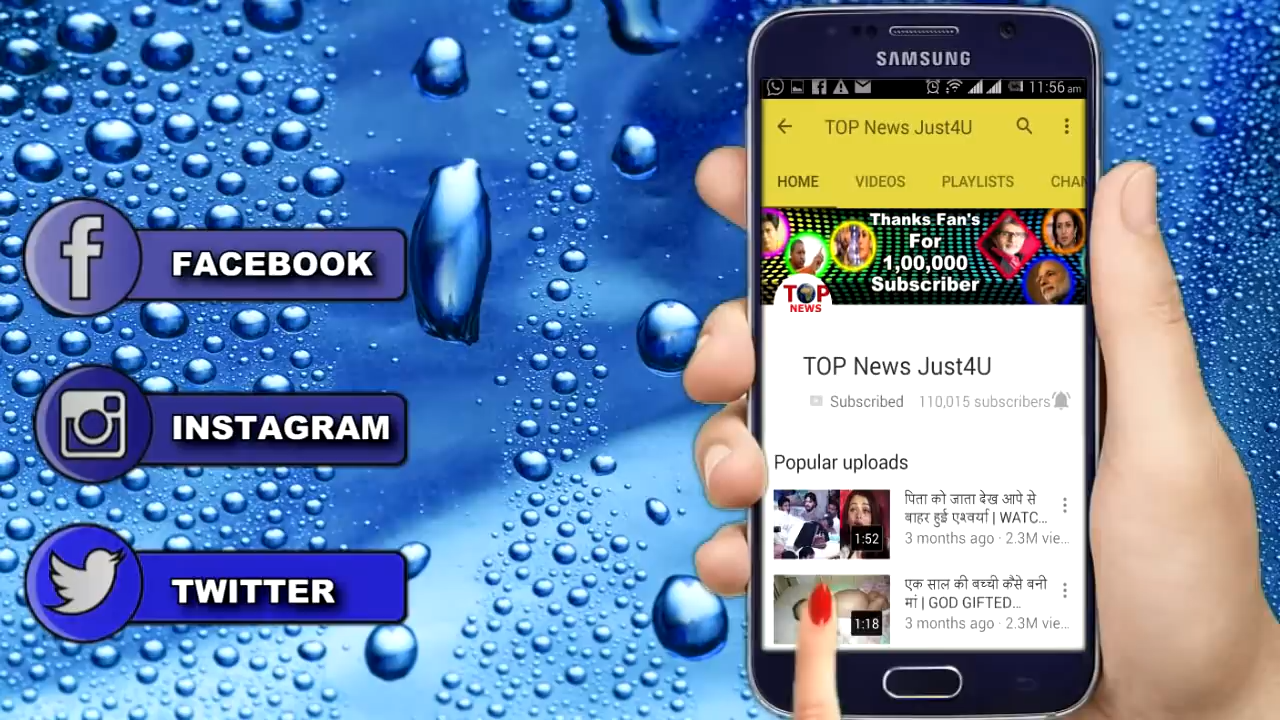 FACEBOOK
INSTAGRAM
TWITTER
SAMSUNG
11:56 am
TOP News Just4U
HOME VIDEOS PLAYLISTS CHAN
Thanks Fan's
For
1,00,000
Subscriber
TOP
NEWS
TOP News Just4U
Subscribed 110,015 subscribers
Popular uploads
पिता को जाता देख आपे से
बाहर हुई एश्वर्या | WATC...
1:52
3 months ago · 2.3M vie...
एक साल की बच्ची कैसे बनी
मां | GOD GIFTED...
1:18
3 months ago · 2.3M vie...